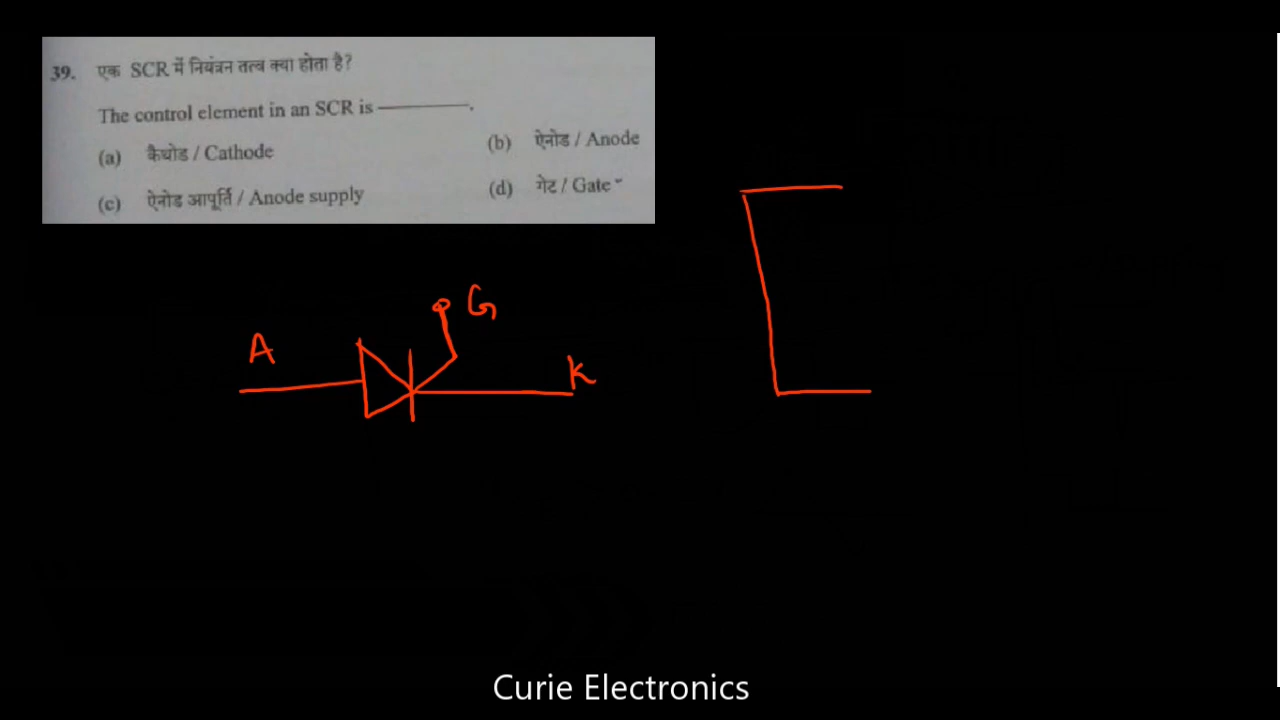 39. एक SCR में नियंत्रन तत्व क्या होता है?
The control element in an SCR is ________.
(a) कैथोड / Cathode
(b) ऐनोड / Anode
(c) ऐनोड आपूर्ति / Anode supply
(d) गेट / Gate
G
A
K
Curie Electronics